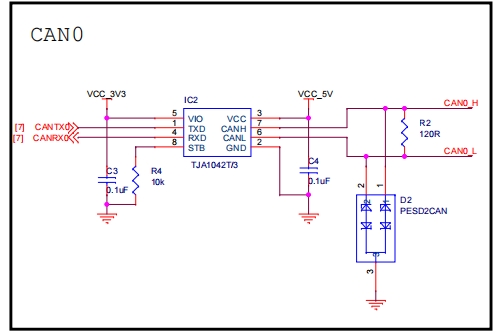 CAN0
VCC_3V3
IC2
VCC_5V
CAN0_H
5 VIO VCC 3
[7] CANTX0 1 TXD CANH 7
[7] CANRX0 4 RXD CANL 6
8 STB GND 2
TJA1042T/3
R2
120R
CAN0_L
C3
0.1uF
R4
10k
C4
0.1uF
2 1
D2
PESD2CAN
3